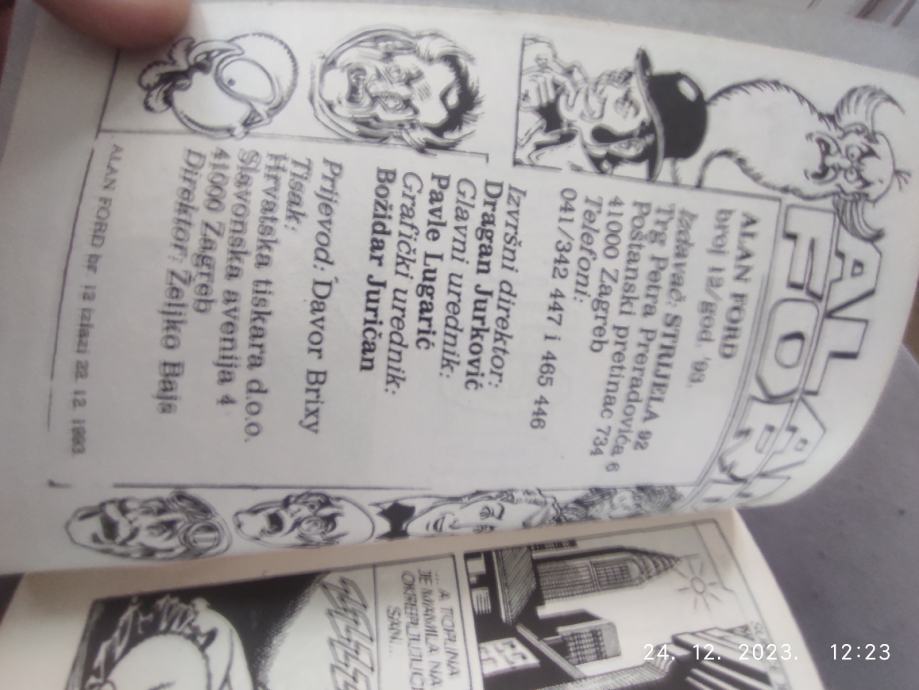 ALAN FORD
ALAN FORD
broj 12/god. '93.
Izdavač: STRIJELA 92
Trg Petra Preradovića 6
Poštanski pretinac 734
41000 Zagreb
Telefoni:
041/342 447 i 465 446
Izvršni direktor:
Dragan Jurković
Glavni urednik:
Pavle Lugarić
Grafički urednik:
Božidar Juričan
Prijevod: Davor Brixy
Tisak:
Hrvatska tiskara d.o.o.
Slavonska avenija 4
41000 Zagreb
Direktor: Željko Baja
ALAN FORD br. 12 izlazi 22. 12. 1993.
A TOPLINA
JE MAMILA NA
OKREPLJUJUĆI
SAN...
24. 12. 2023. 12:23